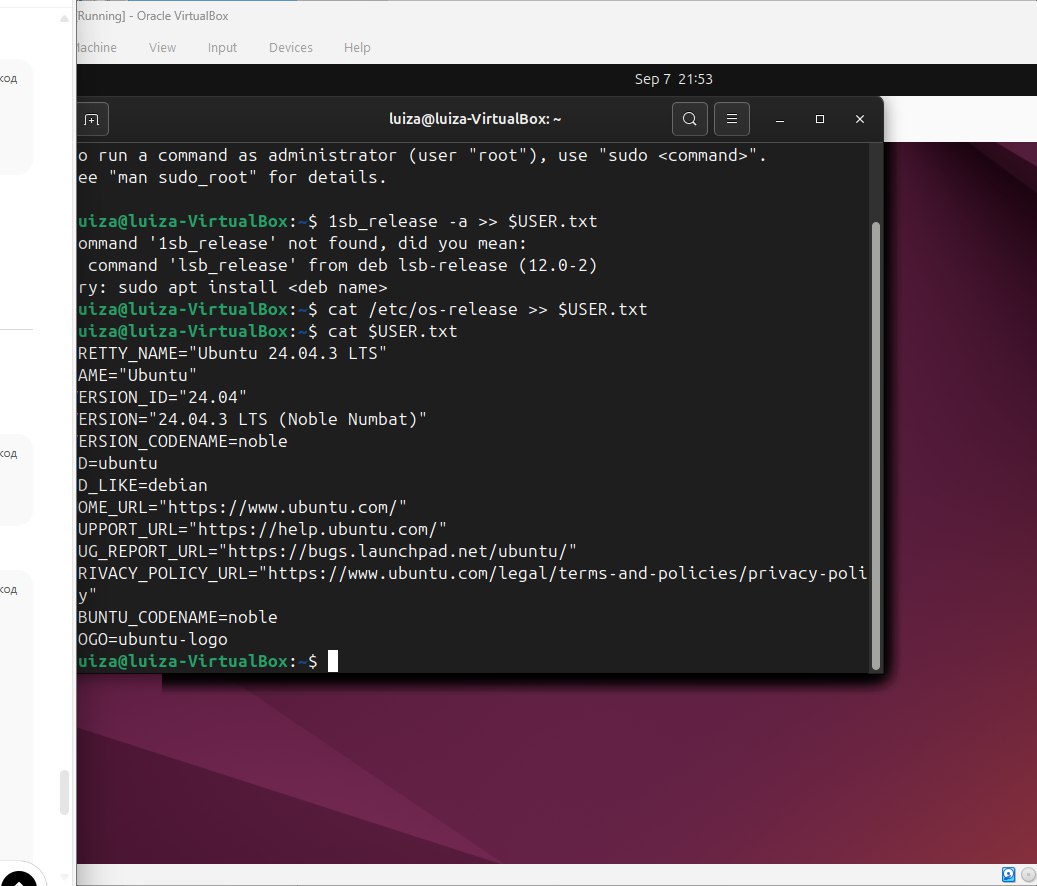 Running] - Oracle VirtualBox
Machine View Input Devices Help
Sep 7 21:53
luiza@luiza-VirtualBox: ~
код
o run a command as administrator (user "root"), use "sudo <command>".
ee "man sudo_root" for details.
uiza@luiza-VirtualBox:~$ 1sb_release -a >> $USER.txt
ommand '1sb_release' not found, did you mean:
command 'lsb_release' from deb lsb-release (12.0-2)
ry: sudo apt install <deb name>
uiza@luiza-VirtualBox:~$ cat /etc/os-release >> $USER.txt
uiza@luiza-VirtualBox:~$ cat $USER.txt
RETTY_NAME="Ubuntu 24.04.3 LTS"
AME="Ubuntu"
ERSION_ID="24.04"
ERSION="24.04.3 LTS (Noble Numbat)"
ERSION_CODENAME=noble
код
D=ubuntu
D_LIKE=debian
OME_URL="https://www.ubuntu.com/"
UPPORT_URL="https://help.ubuntu.com/"
UG_REPORT_URL="https://bugs.launchpad.net/ubuntu/"
RIVACY_POLICY_URL="https://www.ubuntu.com/legal/terms-and-policies/privacy-poli
y"
код
BUNTU_CODENAME=noble
OGO=ubuntu-logo
uiza@luiza-VirtualBox:~$